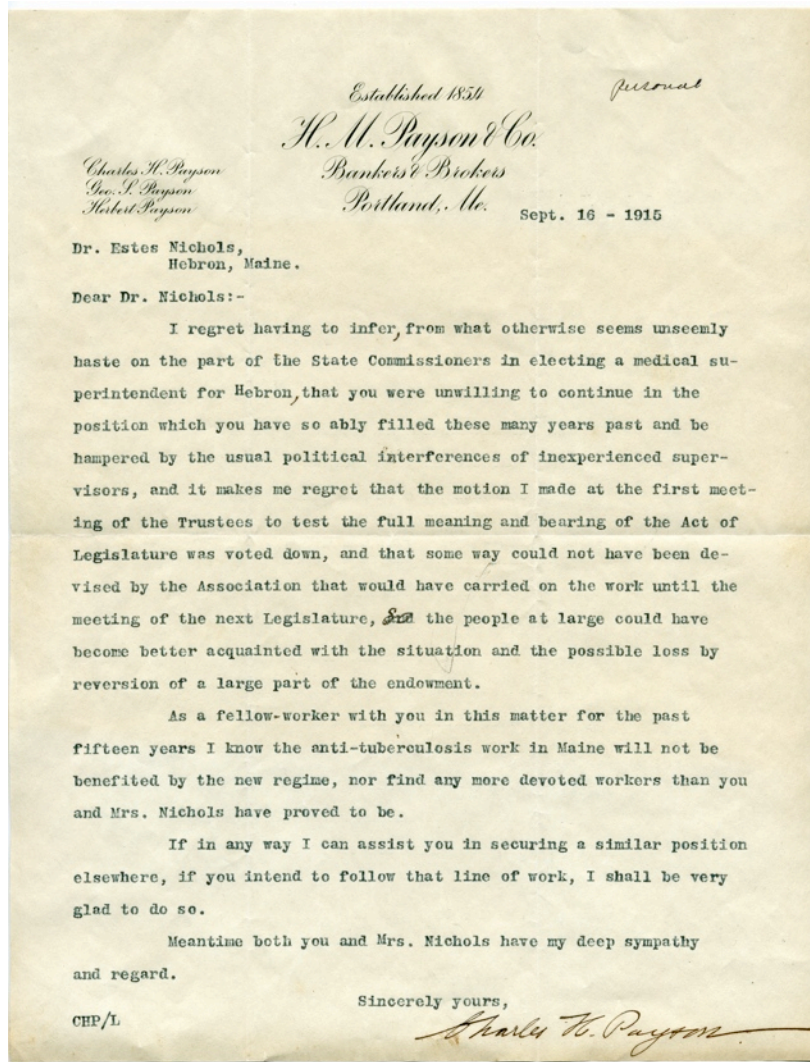 personal
Established 1854
H. M. Payson & Co.
Bankers & Brokers
Portland, Me.
Charles H. Payson
Geo. S. Payson
Herbert Payson
Sept. 16 - 1915
Dr. Estes Nichols,
Hebron, Maine.
Dear Dr. Nichols:-
I regret having to infer, from what otherwise seems unseemly
haste on the part of the State Commissioners in electing a medical su-
perintendent for Hebron, that you were unwilling to continue in the
position which you have so ably filled these many years past and be
hampered by the usual political interferences of inexperienced super-
visors, and it makes me regret that the motion I made at the first meet-
ing of the Trustees to test the full meaning and bearing of the Act of
Legislature was voted down, and that some way could not have been de-
vised by the Association that would have carried on the work until the
meeting of the next Legislature, the people at large could have
become better acquainted with the situation and the possible loss by
reversion of a large part of the endowment.
As a fellow-worker with you in this matter for the past
fifteen years I know the anti-tuberculosis work in Maine will not be
benefited by the new regime, nor find any more devoted workers than you
and Mrs. Nichols have proved to be.
If in any way I can assist you in securing a similar position
elsewhere, if you intend to follow that line of work, I shall be very
glad to do so.
Meantime both you and Mrs. Nichols have my deep sympathy
and regard.
Sincerely yours,
CHP/L
Charles H. Payson